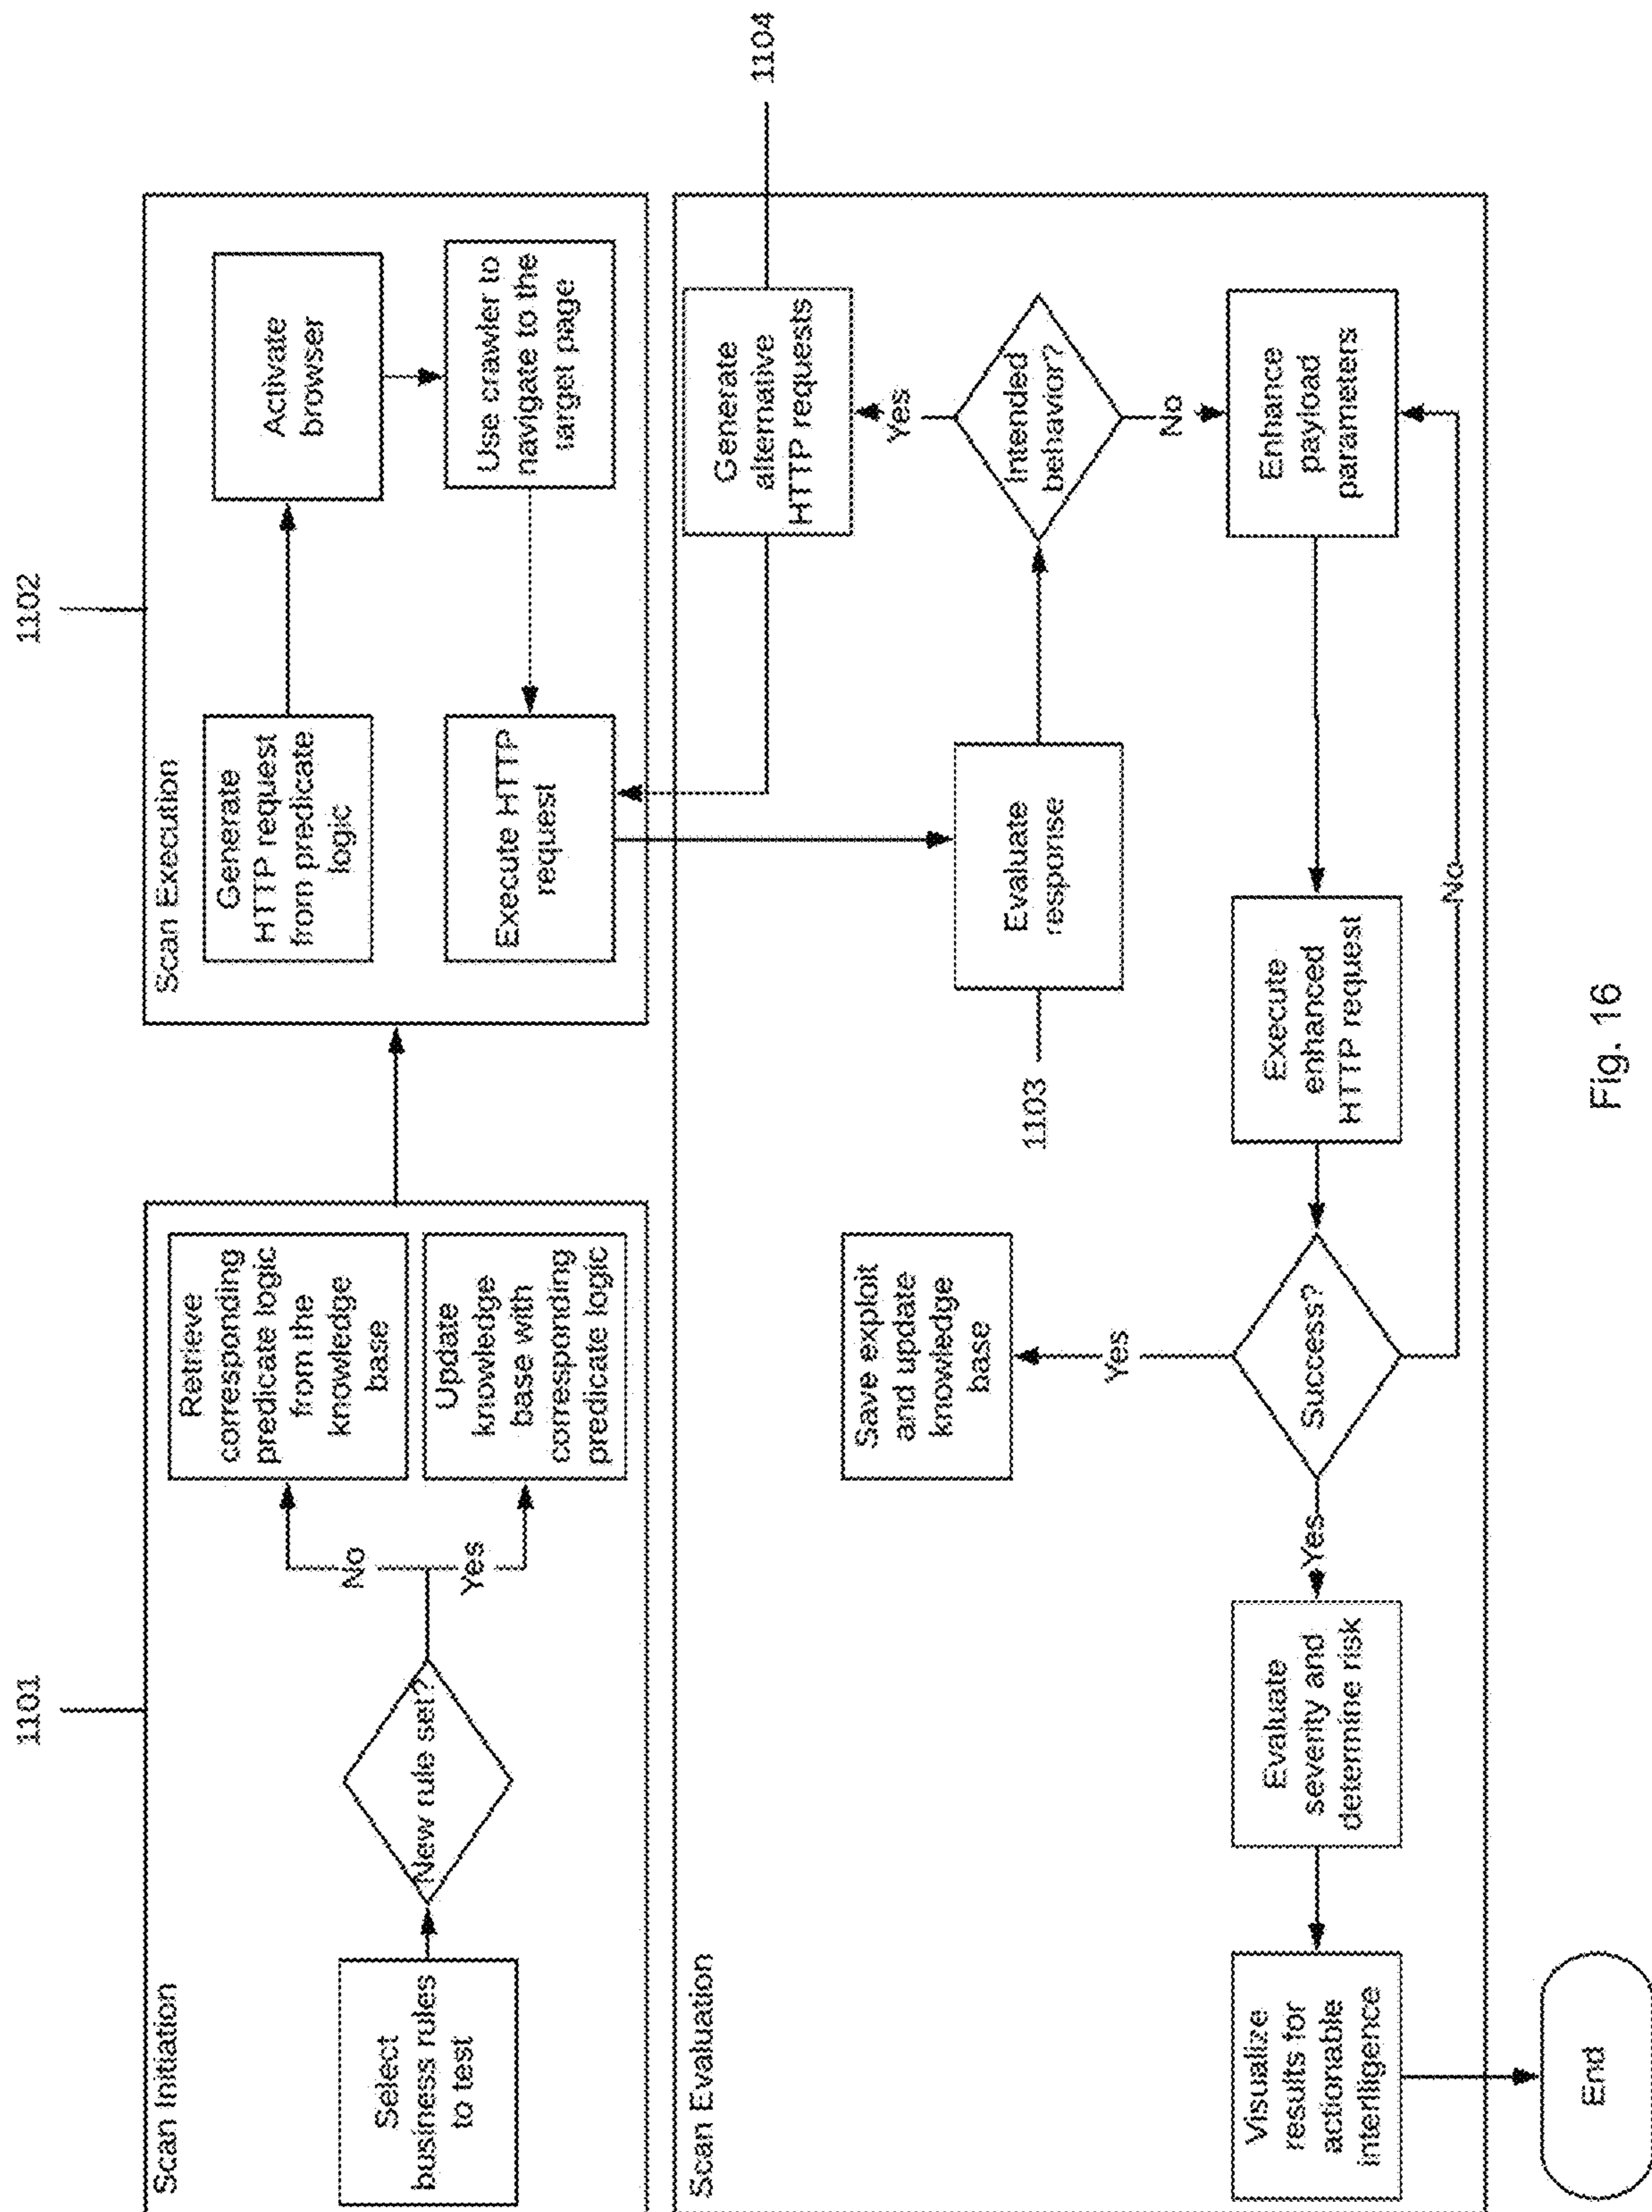 1101
1102
Scan Initiation
Select
business rules
to test
New rule set?
No
Yes
Retrieve
corresponding
predicate logic
from the
knowledge
base
Update
knowledge
base with
corresponding
predicate logic
Scan Execution
Generate
HTTP request
from predicate
logic
Activate
browser
Use crawler to
navigate to the
target page
Execute HTTP
request
Scan Evaluation
1104
Generate
alternative
HTTP requests
Yes
Intended
behavior?
No
Evaluate
response
1103
Enhance
payload
parameters
Execute
enhanced
HTTP request
Success?
No
Yes
Save exploit
and update
knowledge
base
Yes
Evaluate
severity and
determine risk
Visualize
results for
actionable
intelligence
End
Fig. 16